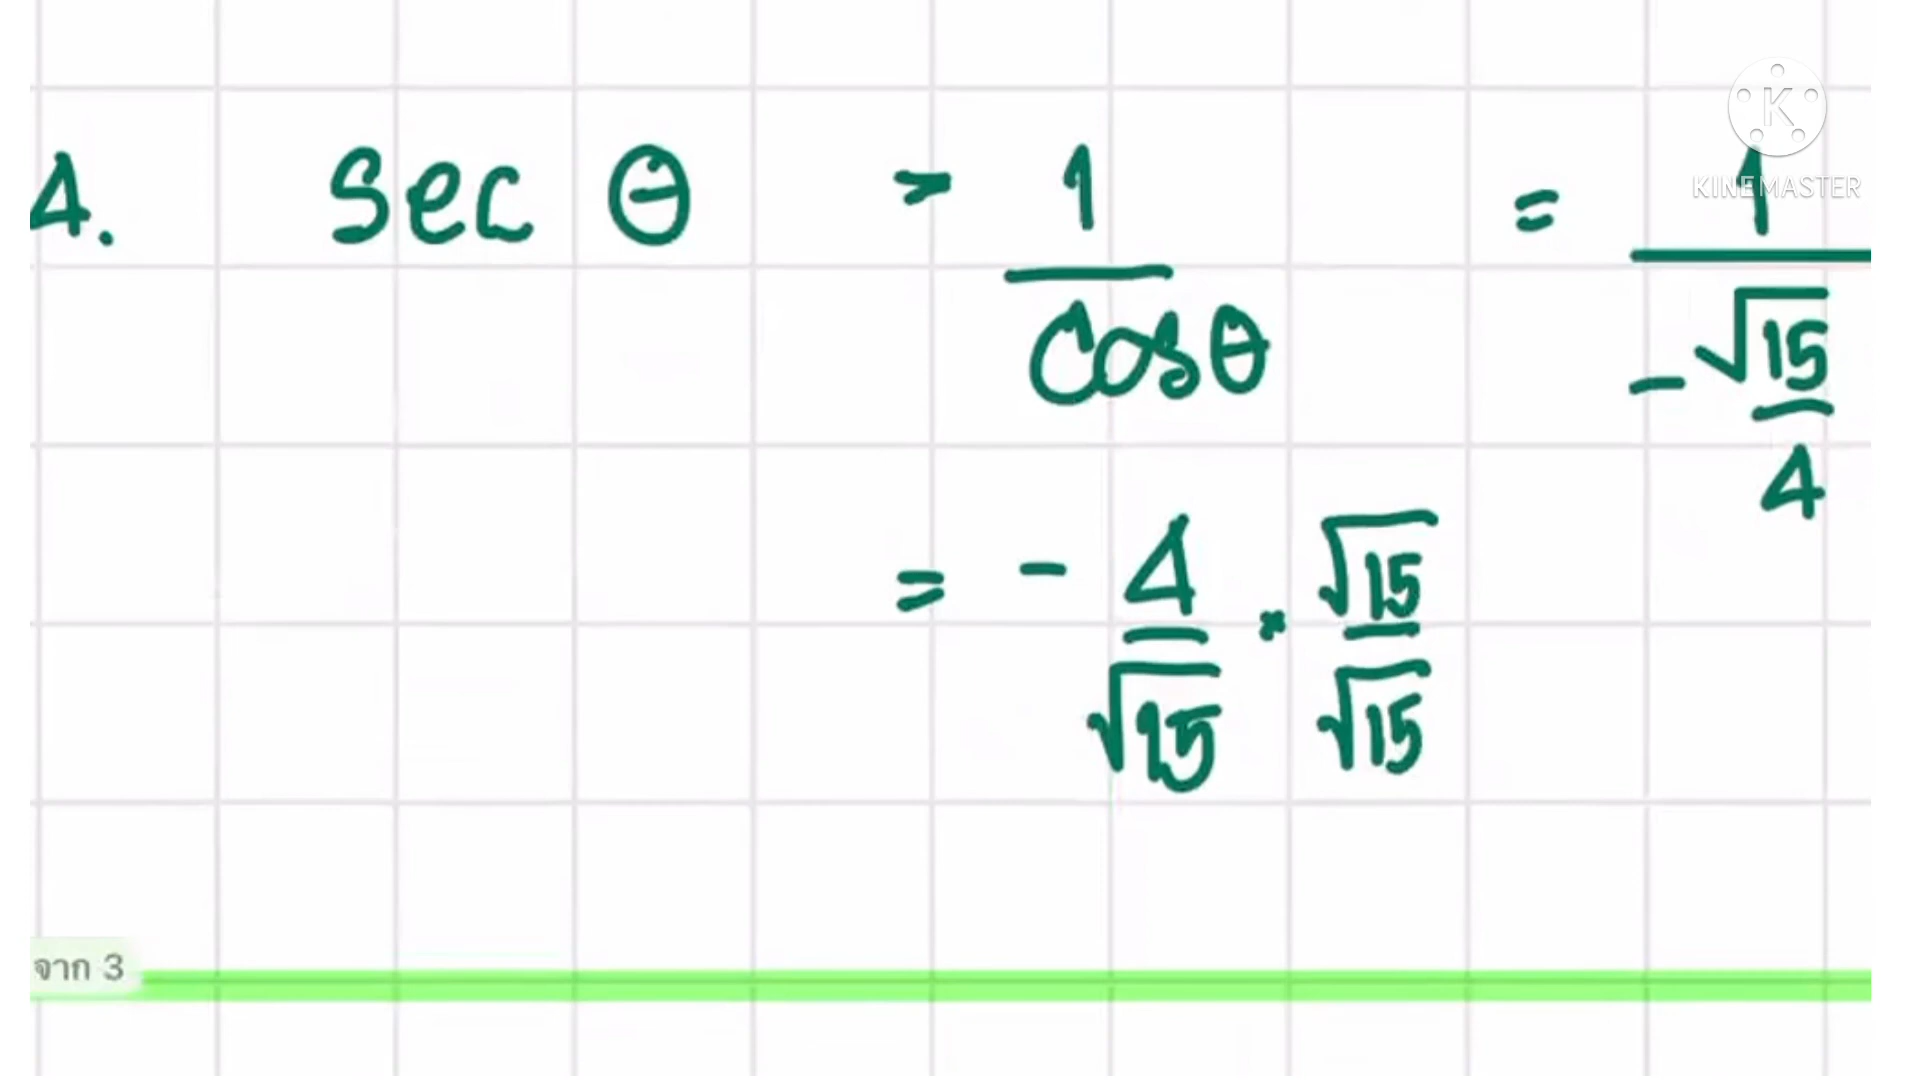 4. sec θ = 1/cosθ = 1/(-√15/4)
= - 4/√15 · √15/√15
จาก 3
K
KINEMASTER